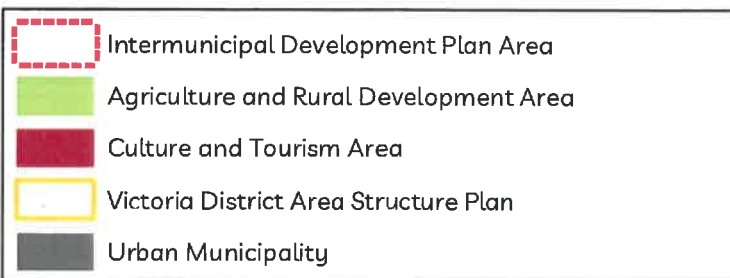 Intermunicipal Development Plan Area
Agriculture and Rural Development Area
Culture and Tourism Area
Victoria District Area Structure Plan
Urban Municipality